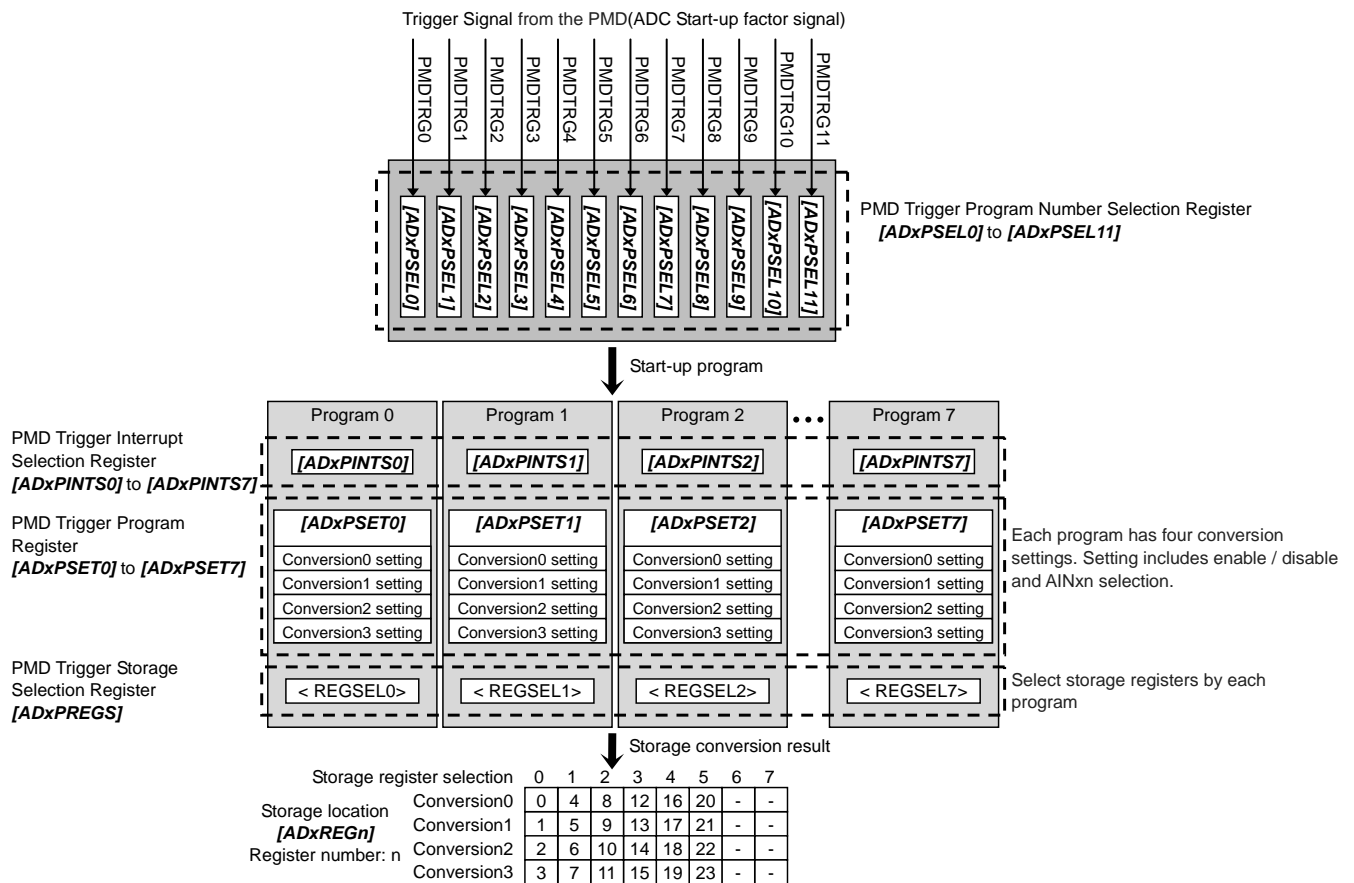 Trigger Signal from the PMD(ADC Start-up factor signal)
PMDTRG0
PMDTRG1
PMDTRG2
PMDTRG3
PMDTRG4
PMDTRG5
PMDTRG6
PMDTRG7
PMDTRG8
PMDTRG9
PMDTRG10
PMDTRG11
[ADxPSEL0]
[ADxPSEL1]
[ADxPSEL2]
[ADxPSEL3]
[ADxPSEL4]
[ADxPSEL5]
[ADxPSEL6]
[ADxPSEL7]
[ADxPSEL8]
[ADxPSEL9]
[ADxPSEL10]
[ADxPSEL11]
PMD Trigger Program Number Selection Register
[ADxPSEL0] to [ADxPSEL11]
Start-up program
Program 0 Program 1 Program 2 ••• Program 7
PMD Trigger Interrupt
Selection Register
[ADxPINTS0] to [ADxPINTS7]
[ADxPINTS0] [ADxPINTS1] [ADxPINTS2] [ADxPINTS7]
PMD Trigger Program
Register
[ADxPSET0] to [ADxPSET7]
[ADxPSET0] [ADxPSET1] [ADxPSET2] [ADxPSET7]
Conversion0 setting Conversion0 setting Conversion0 setting Conversion0 setting
Conversion1 setting Conversion1 setting Conversion1 setting Conversion1 setting
Conversion2 setting Conversion2 setting Conversion2 setting Conversion2 setting
Conversion3 setting Conversion3 setting Conversion3 setting Conversion3 setting
Each program has four conversion
settings. Setting includes enable / disable
and AINxn selection.
PMD Trigger Storage
Selection Register
[ADxPREGS]
< REGSEL0> < REGSEL1> < REGSEL2> < REGSEL7>
Select storage registers by each
program
Storage conversion result
Storage register selection 0 1 2 3 4 5 6 7
Storage location
[ADxREGn]
Register number: n
Conversion0 0 4 8 12 16 20 - -
Conversion1 1 5 9 13 17 21 - -
Conversion2 2 6 10 14 18 22 - -
Conversion3 3 7 11 15 19 23 - -